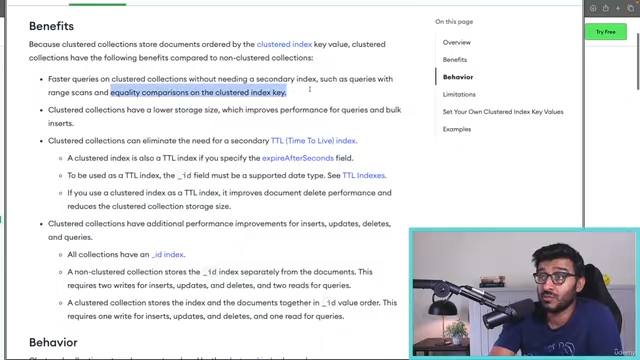 Benefits
Because clustered collections store documents ordered by the clustered index key value, clustered
collections have the following benefits compared to non-clustered collections:
Faster queries on clustered collections without needing a secondary index, such as queries with
range scans and equality comparisons on the clustered index key.
Clustered collections have a lower storage size, which improves performance for queries and bulk
inserts.
Clustered collections can eliminate the need for a secondary TTL (Time To Live) index.
A clustered index is also a TTL index if you specify the expireAfterSeconds field.
To be used as a TTL index, the _id field must be a supported date type. See TTL Indexes.
If you use a clustered index as a TTL index, it improves document delete performance and
reduces the clustered collection storage size.
Clustered collections have additional performance improvements for inserts, updates, deletes,
and queries.
All collections have an _id index.
A non-clustered collection stores the _id index separately from the documents. This
requires two writes for inserts, updates, and deletes, and two reads for queries.
A clustered collection stores the index and the documents together in _id value order. This
requires one write for inserts, updates, and deletes, and one read for queries.
Behavior
On this page
Overview
Benefits
Behavior
Limitations
Set Your Own Clustered Index Key Values
Examples
Try Free
Udemy